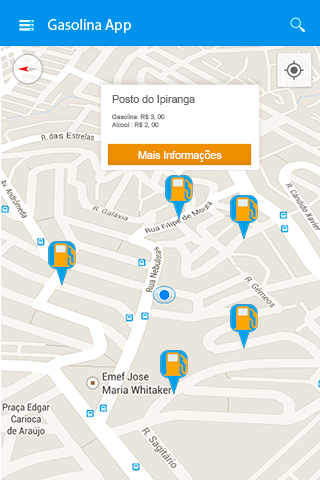 Gasolina App
Posto do Ipiranga
Gasolina: R$ 3, 00
Alcool : R$ 2, 00
Mais Informações
R. das Estrelas
Av. Andrômeda
R. Galáxia
Rua Filipe de Moura
R. Cândido Xavier
Rua Nebulosa
R. Gêmeos
Emef Jose
Maria Whitaker
Praça Edgar
Carioca
de Araújo
R. Sagitário